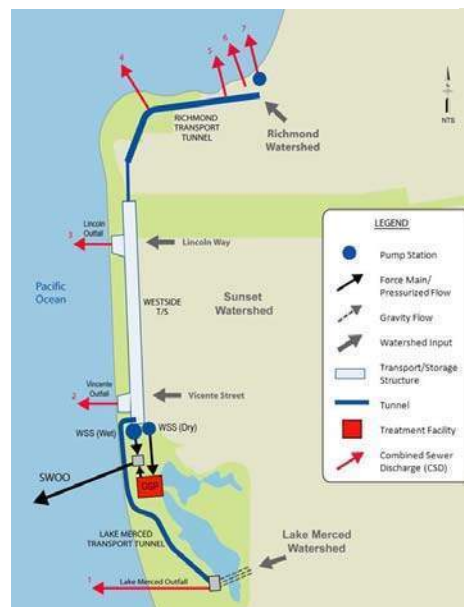 4
5
6
7
N
NTS
RICHMOND
TRANSPORT
TUNNEL
Richmond
Watershed
Lincoln
Outfall
3
Lincoln Way
Pacific
Ocean
WESTSIDE
T/S
Sunset
Watershed
Vincente
Outfall
2
Vicente Street
WSS (Wet)
WSS (Dry)
SWOO
OSP
LAKE MERCED
TRANSPORT TUNNEL
Lake Merced
Watershed
1
Lake Merced Outfall
LEGEND
Pump Station
Force Main/
Pressurized Flow
Gravity Flow
Watershed Input
Transport/Storage
Structure
Tunnel
Treatment Facility
Combined Sewer
Discharge (CSD)